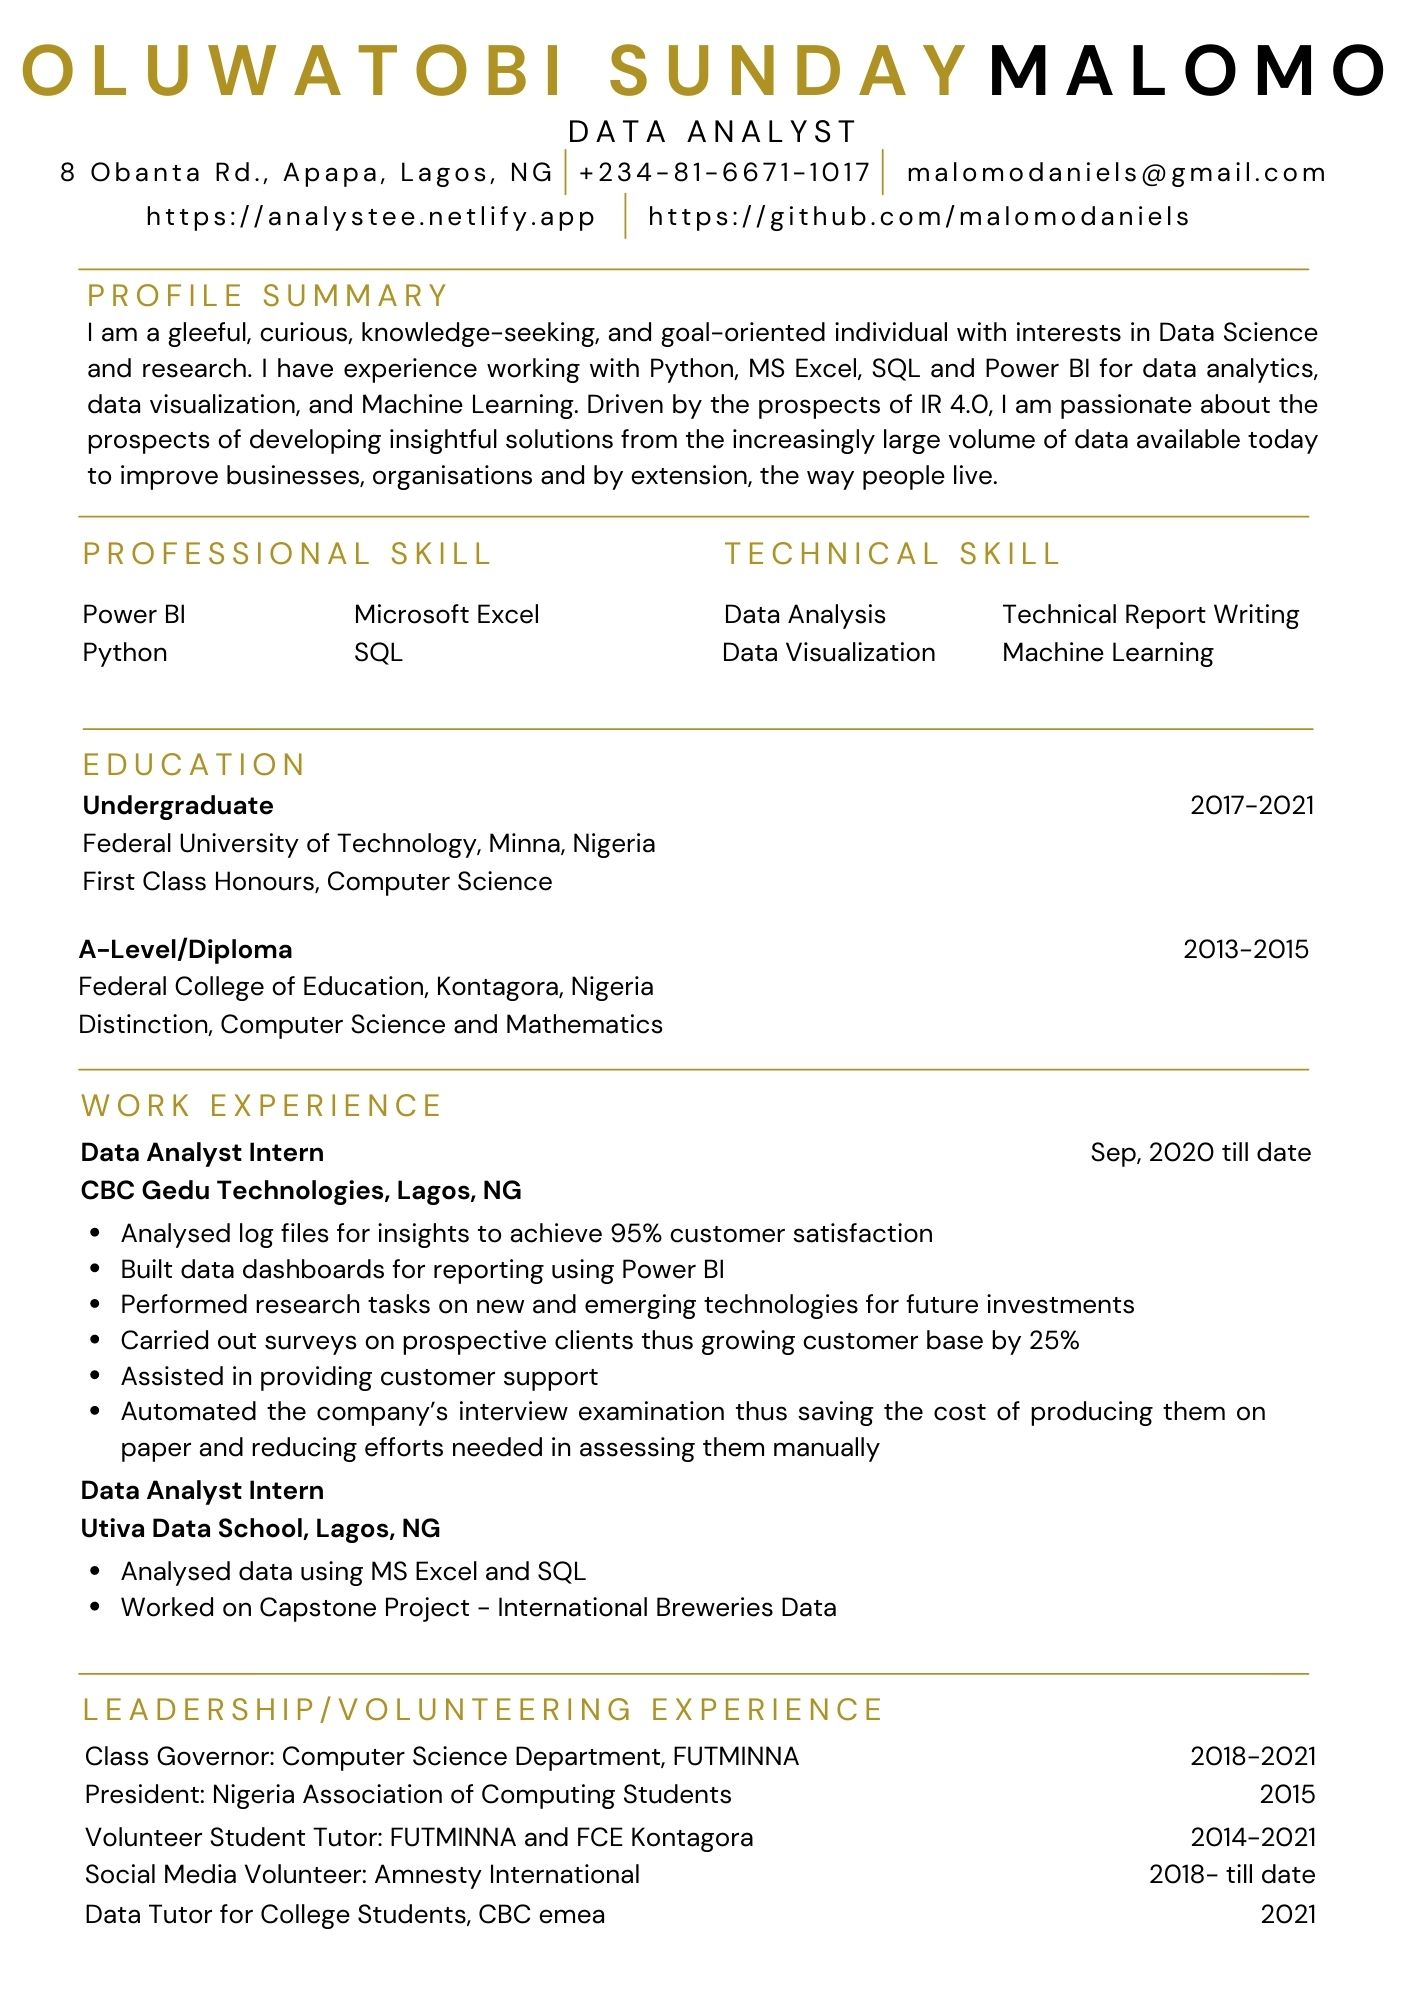 OLUWATOBI SUNDAY MALOMO
DATA ANALYST
8 Obanta Rd., Apapa, Lagos, NG +234-81-6671-1017 malomodaniels@gmail.com
https://analystee.netlify.app https://github.com/malomodaniels
PROFILE SUMMARY
I am a gleeful, curious, knowledge-seeking, and goal-oriented individual with interests in Data Science
and research. I have experience working with Python, MS Excel, SQL and Power BI for data analytics,
data visualization, and Machine Learning. Driven by the prospects of IR 4.0, I am passionate about the
prospects of developing insightful solutions from the increasingly large volume of data available today
to improve businesses, organisations and by extension, the way people live.
PROFESSIONAL SKILL TECHNICAL SKILL
Power BI Microsoft Excel Data Analysis Technical Report Writing
Python SQL Data Visualization Machine Learning
EDUCATION
Undergraduate 2017-2021
Federal University of Technology, Minna, Nigeria
First Class Honours, Computer Science
A-Level/Diploma 2013-2015
Federal College of Education, Kontagora, Nigeria
Distinction, Computer Science and Mathematics
WORK EXPERIENCE
Data Analyst Intern Sep, 2020 till date
CBC Gedu Technologies, Lagos, NG
• Analysed log files for insights to achieve 95% customer satisfaction
• Built data dashboards for reporting using Power BI
• Performed research tasks on new and emerging technologies for future investments
• Carried out surveys on prospective clients thus growing customer base by 25%
• Assisted in providing customer support
• Automated the company's interview examination thus saving the cost of producing them on
paper and reducing efforts needed in assessing them manually
Data Analyst Intern
Utiva Data School, Lagos, NG
• Analysed data using MS Excel and SQL
• Worked on Capstone Project - International Breweries Data
LEADERSHIP/VOLUNTEERING EXPERIENCE
Class Governor: Computer Science Department, FUTMINNA 2018-2021
President: Nigeria Association of Computing Students 2015
Volunteer Student Tutor: FUTMINNA and FCE Kontagora 2014-2021
Social Media Volunteer: Amnesty International 2018- till date
Data Tutor for College Students, CBC emea 2021